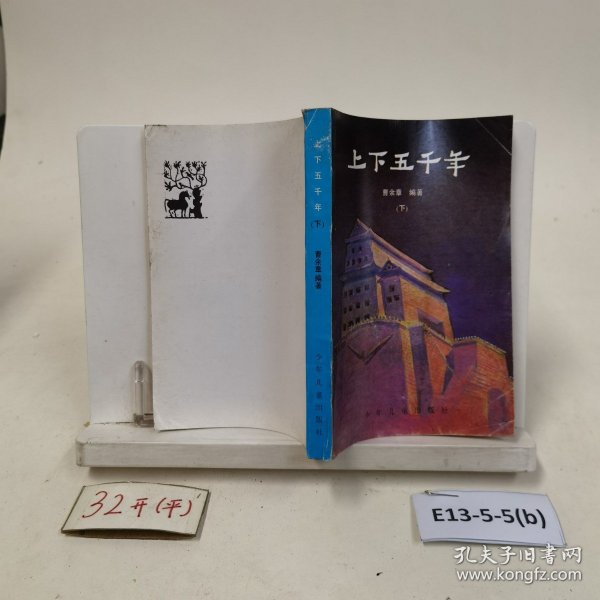 上下五千年
曹余章 编著
(下)
少年儿童出版社
上下五千年(下) 曹余章编著 少年儿童出版社
32开(平)
E13-5-5(b)
孔夫子旧书网
www.kongfz.com